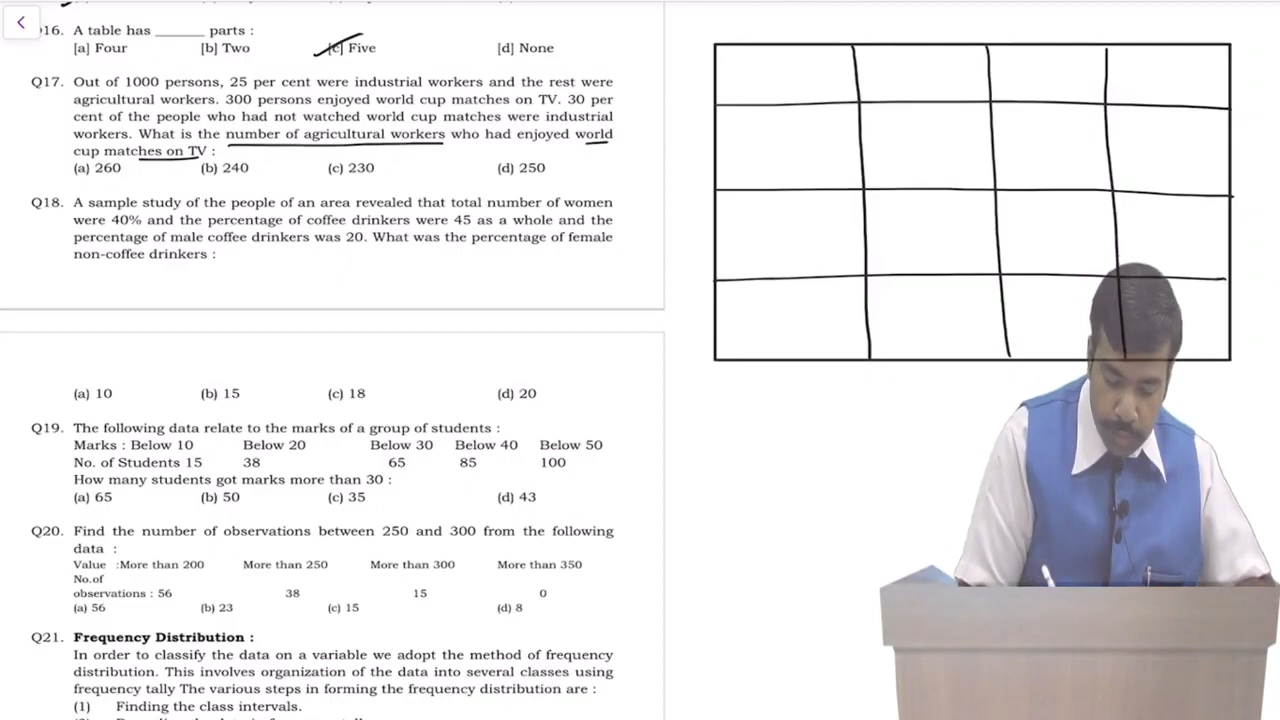 Q16. A table has ______ parts :
[a] Four [b] Two [c] Five [d] None
Q17. Out of 1000 persons, 25 per cent were industrial workers and the rest were
agricultural workers. 300 persons enjoyed world cup matches on TV. 30 per
cent of the people who had not watched world cup matches were industrial
workers. What is the number of agricultural workers who had enjoyed world
cup matches on TV :
(a) 260 (b) 240 (c) 230 (d) 250
Q18. A sample study of the people of an area revealed that total number of women
were 40% and the percentage of coffee drinkers were 45 as a whole and the
percentage of male coffee drinkers was 20. What was the percentage of female
non-coffee drinkers :
(a) 10 (b) 15 (c) 18 (d) 20
Q19. The following data relate to the marks of a group of students :
Marks : Below 10 Below 20 Below 30 Below 40 Below 50
No. of Students 15 38 65 85 100
How many students got marks more than 30 :
(a) 65 (b) 50 (c) 35 (d) 43
Q20. Find the number of observations between 250 and 300 from the following
data :
Value :More than 200 More than 250 More than 300 More than 350
No.of
observations : 56 38 15 0
(a) 56 (b) 23 (c) 15 (d) 8
Q21. Frequency Distribution :
In order to classify the data on a variable we adopt the method of frequency
distribution. This involves organization of the data into several classes using
frequency tally The various steps in forming the frequency distribution are :
(1) Finding the class intervals.